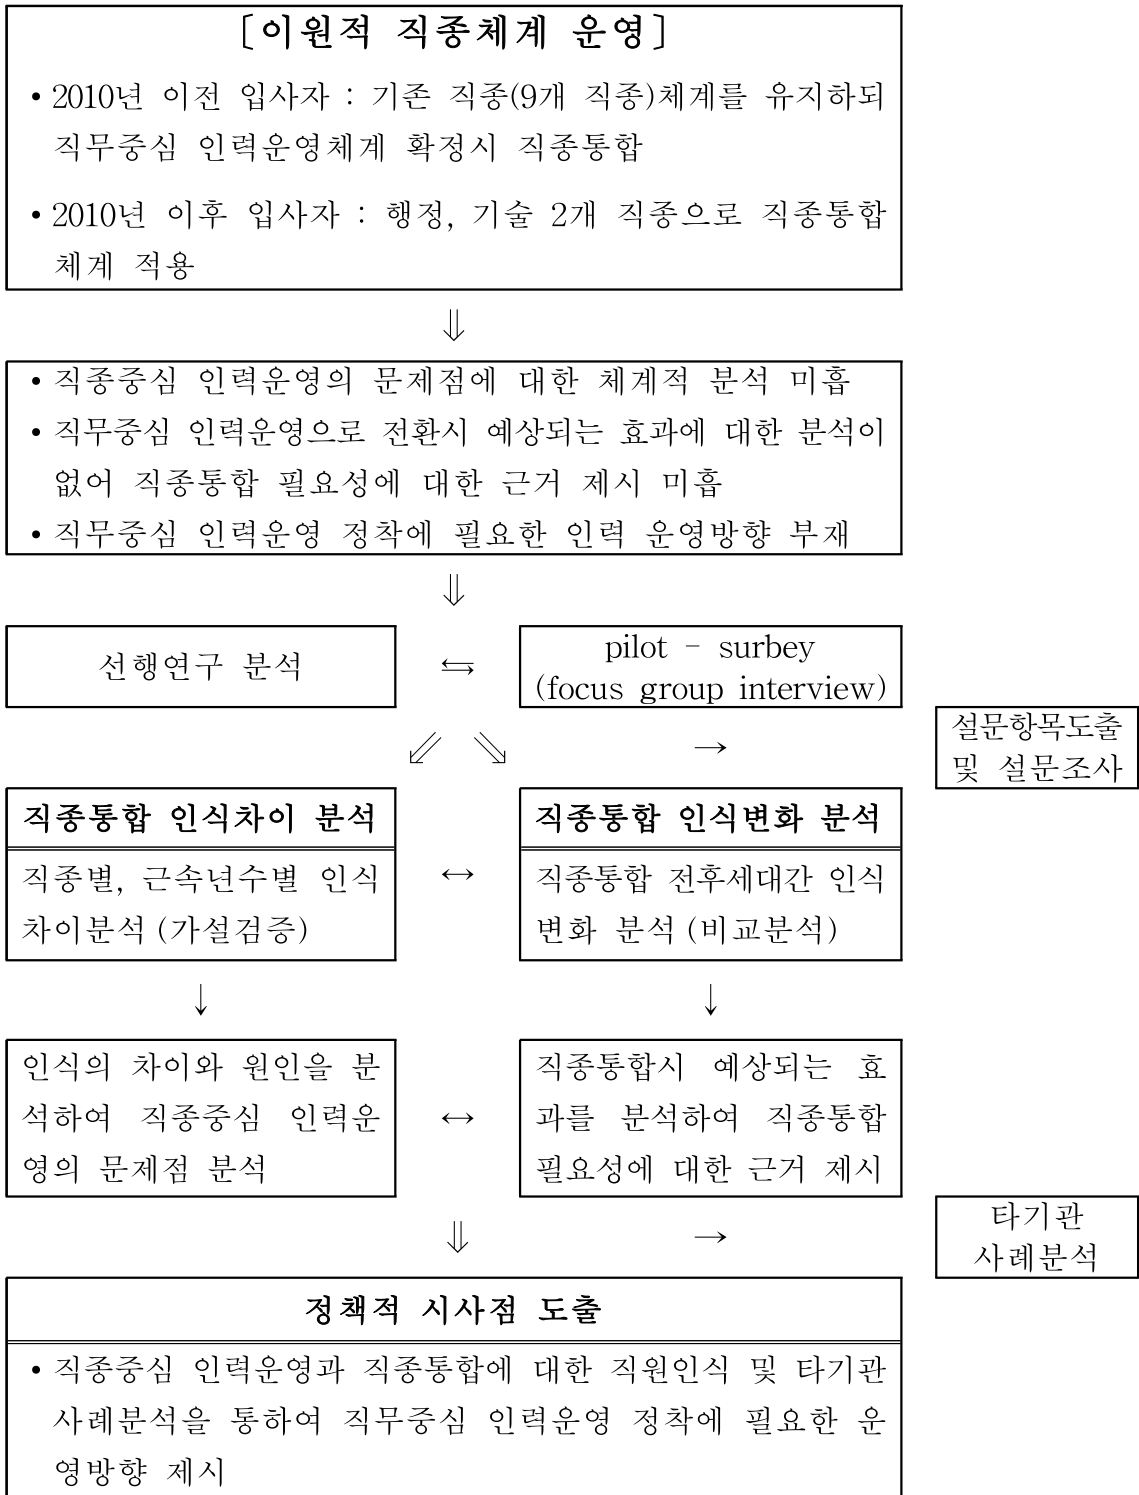 [이원적 직종체계 운영]
• 2010년 이전 입사자 : 기존 직종(9개 직종)체계를 유지하되
직무중심 인력운영체계 확정시 직종통합
• 2010년 이후 입사자 : 행정, 기술 2개 직종으로 직종통합
체계 적용
⇓
• 직종중심 인력운영의 문제점에 대한 체계적 분석 미흡
• 직무중심 인력운영으로 전환시 예상되는 효과에 대한 분석이
없어 직종통합 필요성에 대한 근거 제시 미흡
• 직무중심 인력운영 정착에 필요한 인력 운영방향 부재
⇓
선행연구 분석
⇆
pilot - surbey
(focus group interview)
⇙ ⇘ →
설문항목도출
및 설문조사
직종통합 인식차이 분석
직종별, 근속년수별 인식
차이분석 (가설검증)
↔
직종통합 인식변화 분석
직종통합 전후세대간 인식
변화 분석 (비교분석)
↓ ↓
인식의 차이와 원인을 분
석하여 직종중심 인력운
영의 문제점 분석
↔
직종통합시 예상되는 효
과를 분석하여 직종통합
필요성에 대한 근거 제시
⇓ →
타기관
사례분석
정책적 시사점 도출
• 직종중심 인력운영과 직종통합에 대한 직원인식 및 타기관
사례분석을 통하여 직무중심 인력운영 정착에 필요한 운
영방향 제시